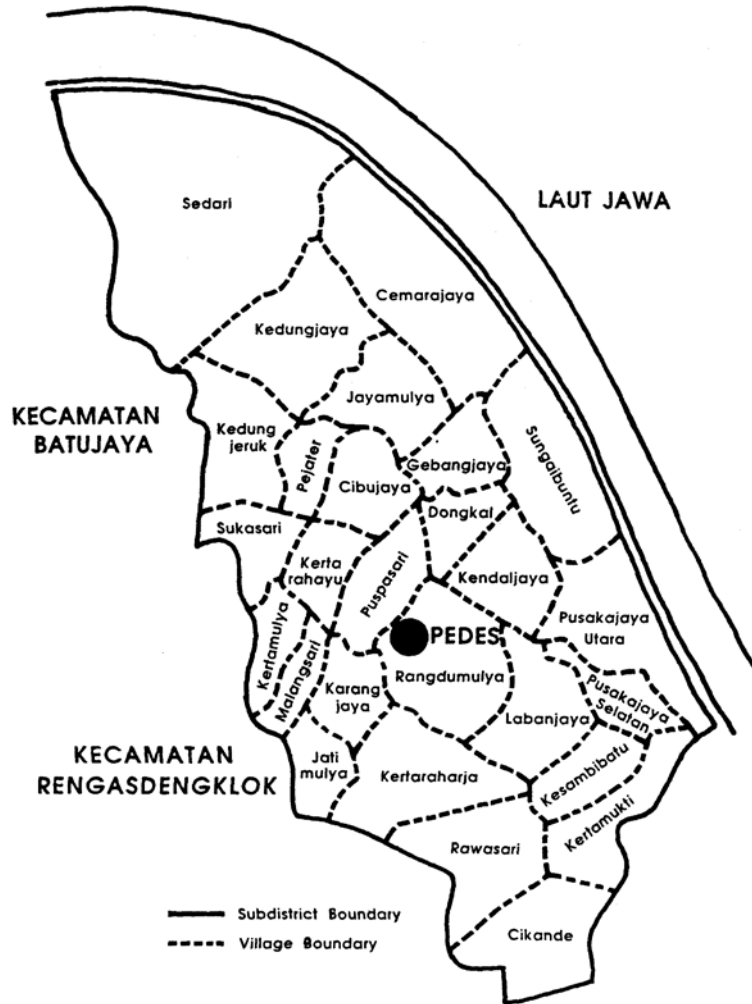 Sedari
LAUT JAWA
Cemarajaya
Kedungjaya
Jayamulya
KECAMATAN
BATUJAYA
Kedung
jeruk
Pejater
Gebangjaya
Sungaibuntu
Cibujaya
Dongkal
Sukasari
Kerta
rahayu
Puspasari
Kendaljaya
Pusakajaya
Utara
Kertamulya
Malangsari
PEDES
Rangdumulya
Karang
jaya
Pusakajaya
Selatan
Labanjaya
KECAMATAN
RENGASDENGKLOK
Jati
mulya
Kertaraharja
Kesambibatu
Kertamukti
Rawasari
Cikande
Subdistrict Boundary
Village Boundary